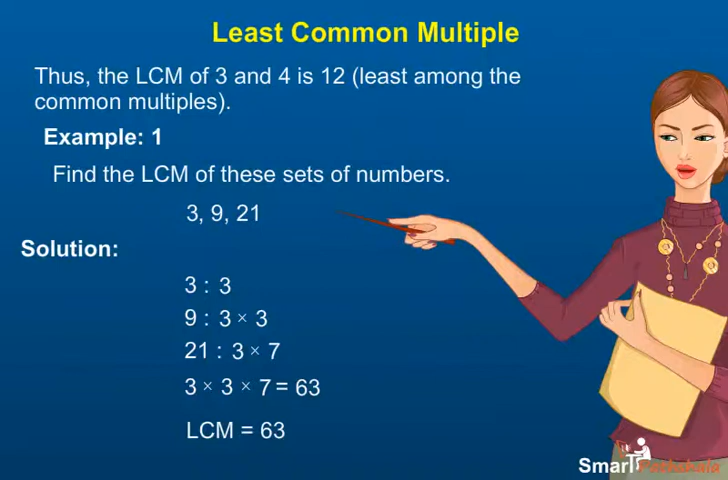 Least Common Multiple
Thus, the LCM of 3 and 4 is 12 (least among the
common multiples).
Example: 1
Find the LCM of these sets of numbers.
3, 9, 21
Solution:
3 : 3
9 : 3 × 3
21 : 3 × 7
3 × 3 × 7 = 63
LCM = 63
Smart Pathshala